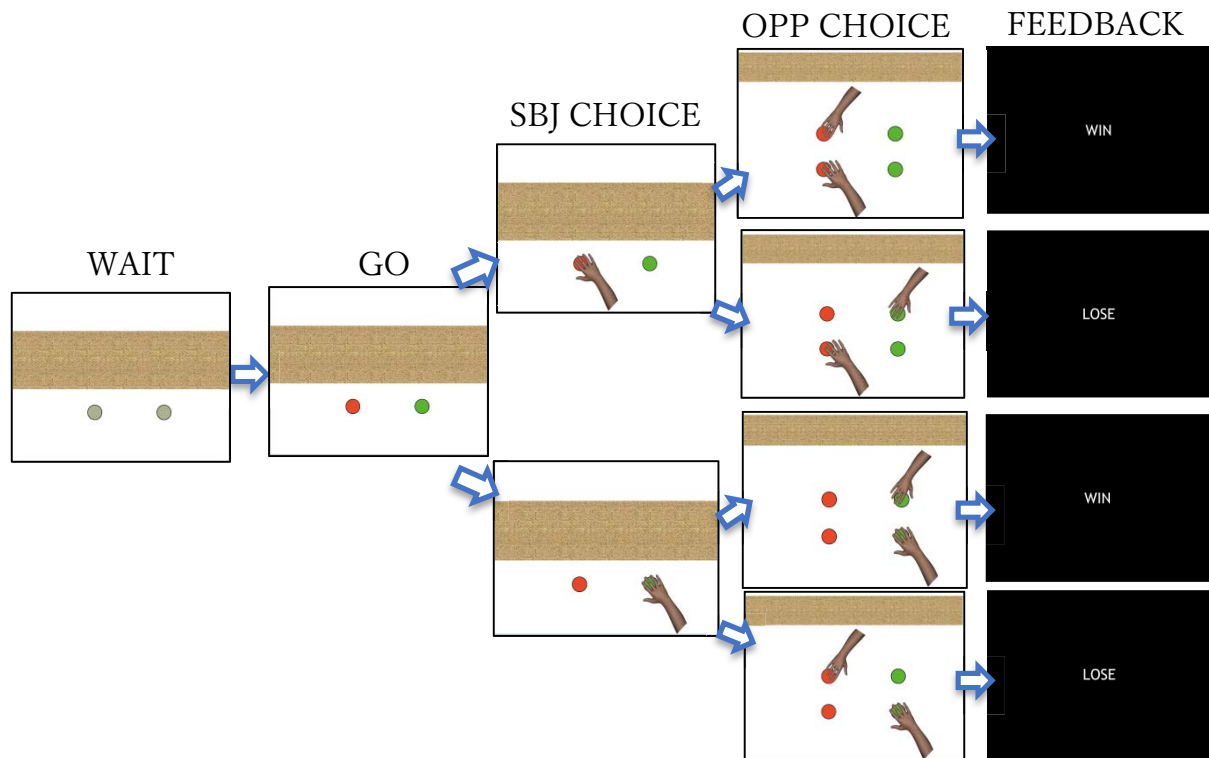 OPP CHOICE
FEEDBACK
SBJ CHOICE
WAIT
GO
WIN
LOSE
WIN
LOSE